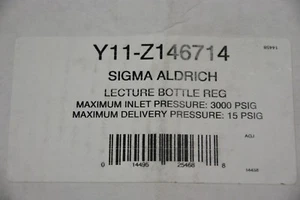 Y11-Z146714
SIGMA ALDRICH
LECTURE BOTTLE REG
MAXIMUM INLET PRESSURE: 3000 PSIG
MAXIMUM DELIVERY PRESSURE: 15 PSIG
0 14495 25468 8